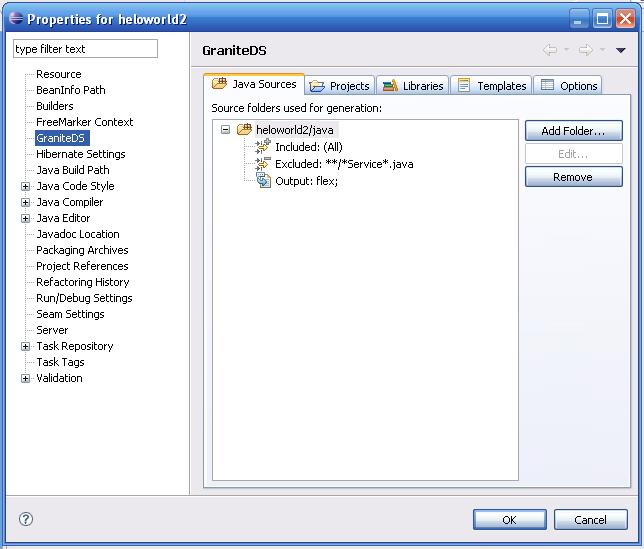 Properties for heloworld2
type filter text
Resource
BeanInfo Path
Builders
FreeMarker Context
GraniteDS
Hibernate Settings
Java Build Path
Java Code Style
Java Compiler
Java Editor
Javadoc Location
Packaging Archives
Project References
Refactoring History
Run/Debug Settings
Seam Settings
Server
Task Repository
Task Tags
Validation
GraniteDS
Java Sources
Projects
Libraries
Templates
Options
Source folders used for generation:
heloworld2/java
Included: (All)
Excluded: **/*Service*.java
Output: flex;
Add Folder...
Edit...
Remove
OK
Cancel